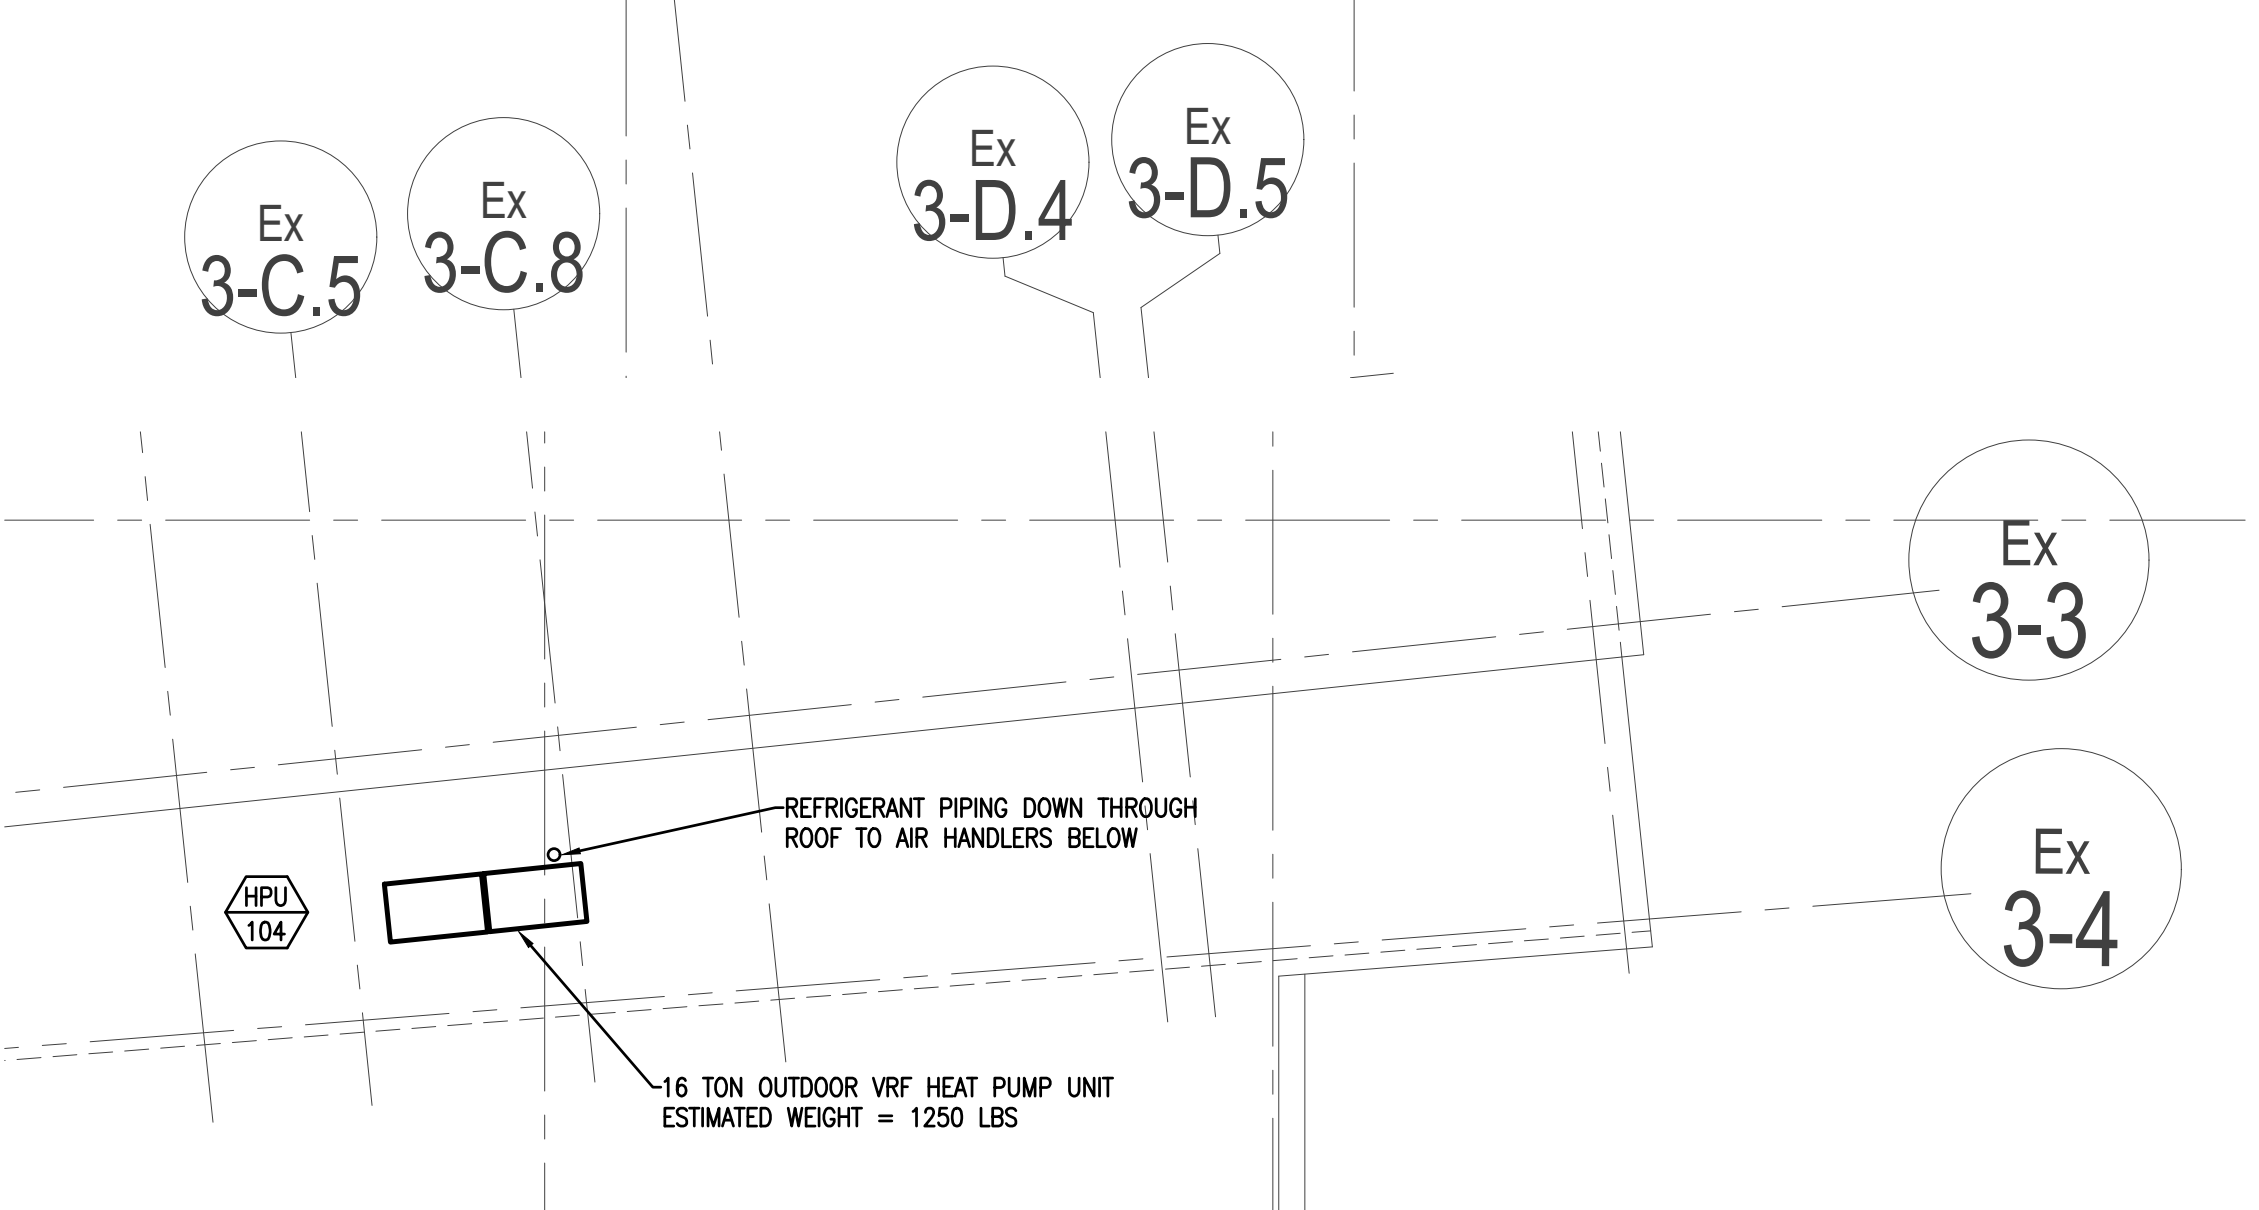 Ex
3-C.5
Ex
3-C.8
Ex
3-D.4
Ex
3-D.5
Ex
3-3
REFRIGERANT PIPING DOWN THROUGH
ROOF TO AIR HANDLERS BELOW
HPU
104
Ex
3-4
16 TON OUTDOOR VRF HEAT PUMP UNIT
ESTIMATED WEIGHT = 1250 LBS